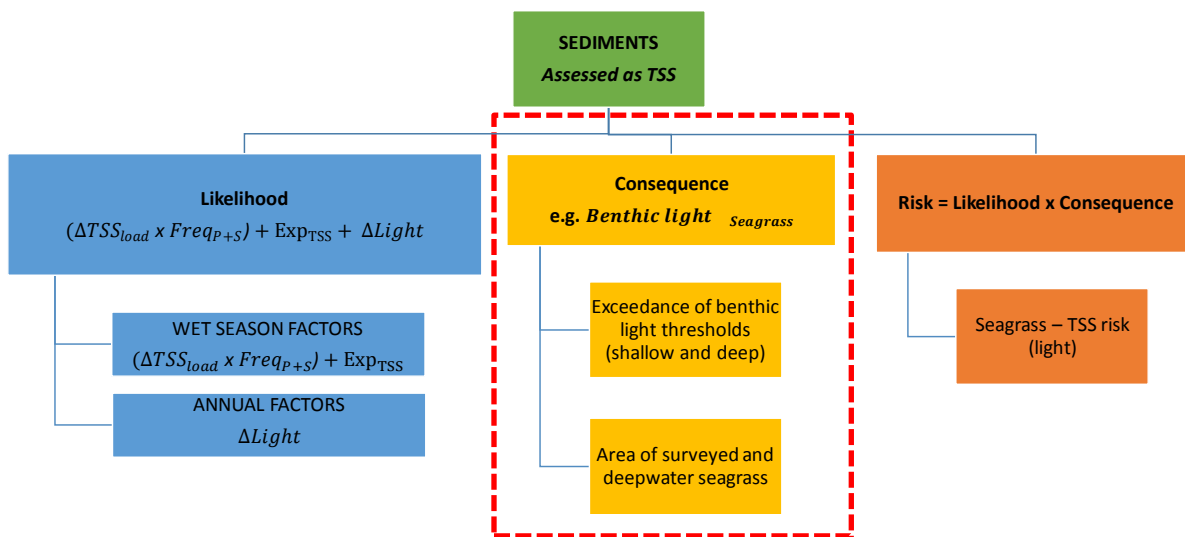 SEDIMENTS
Assessed as TSS
Likelihood
(ΔTSS_load x Freq_P+S) + Exp_TSS + ΔLight
WET SEASON FACTORS
(ΔTSS_load x Freq_P+S) + Exp_TSS
ANNUAL FACTORS
ΔLight
Consequence
e.g. Benthic light Seagrass
Exceedance of benthic
light thresholds
(shallow and deep)
Area of surveyed and
deepwater seagrass
Risk = Likelihood x Consequence
Seagrass – TSS risk
(light)